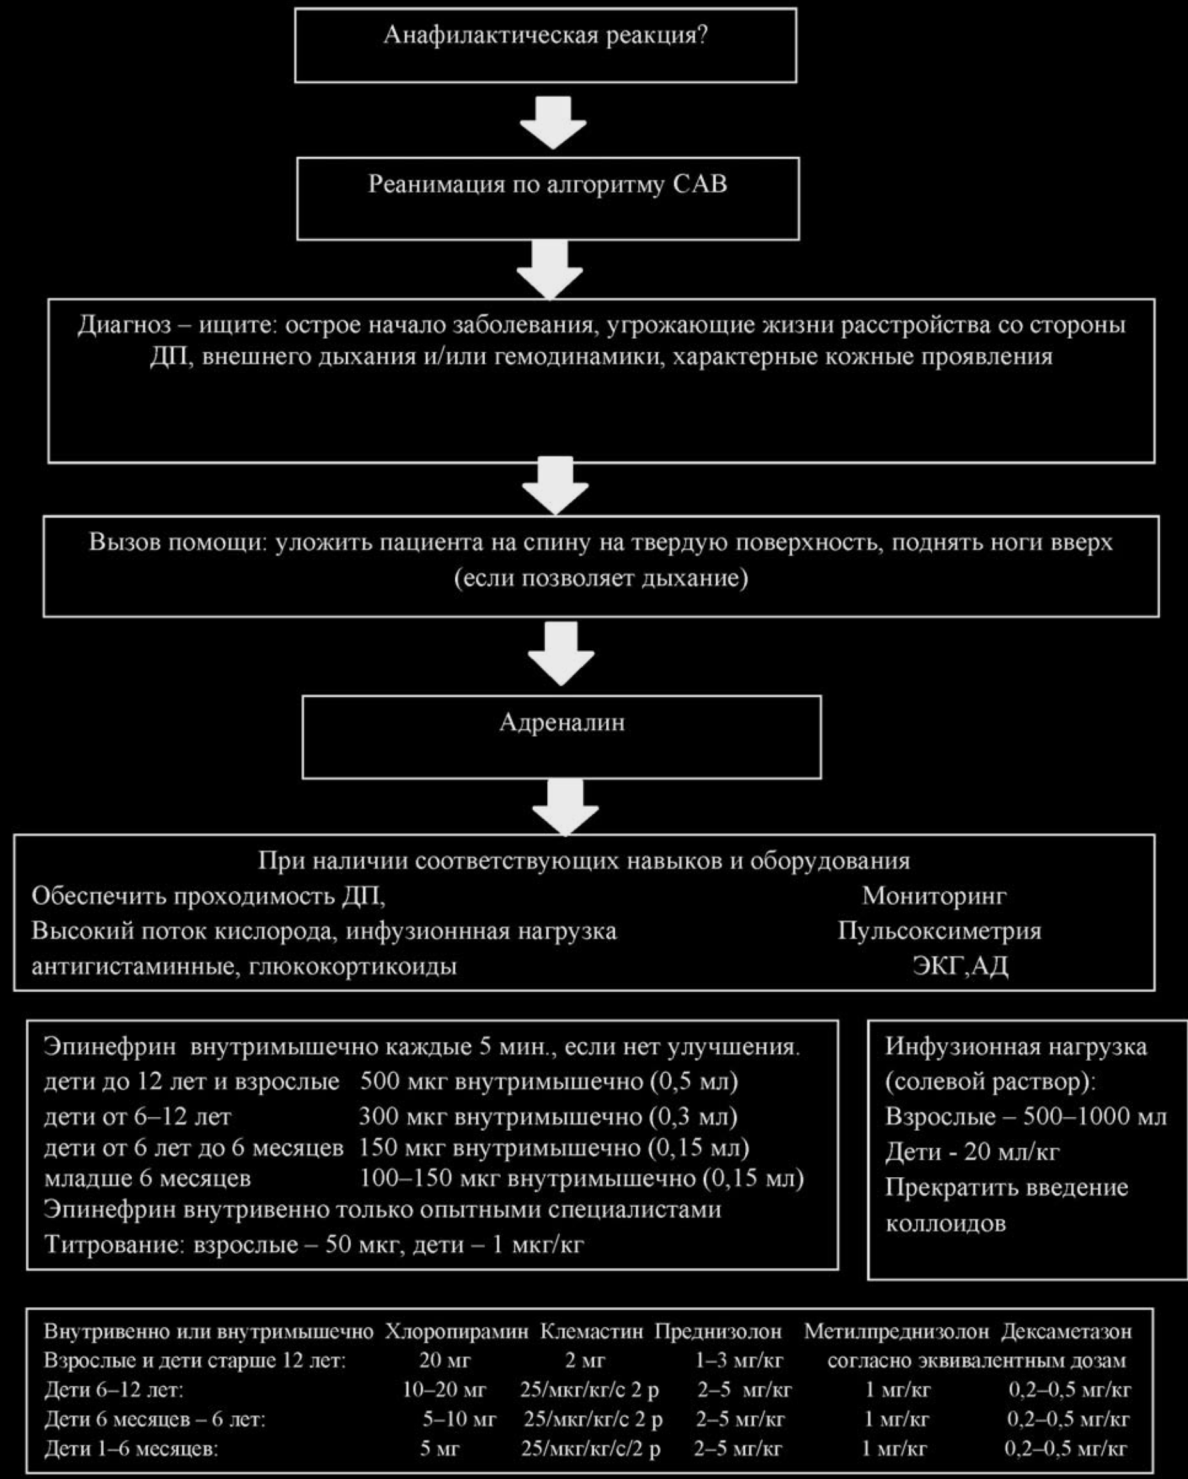 Анафилактическая реакция?
Реанимация по алгоритму САВ
Диагноз – ищите: острое начало заболевания, угрожающие жизни расстройства со стороны
ДП, внешнего дыхания и/или гемодинамики, характерные кожные проявления
Вызов помощи: уложить пациента на спину на твердую поверхность, поднять ноги вверх
(если позволяет дыхание)
Адреналин
При наличии соответствующих навыков и оборудования
Обеспечить проходимость ДП,
Высокий поток кислорода, инфузионнная нагрузка
антигистаминные, глюкокортикоиды
Мониторинг
Пульсоксиметрия
ЭКГ,АД
Эпинефрин внутримышечно каждые 5 мин., если нет улучшения.
дети до 12 лет и взрослые 500 мкг внутримышечно (0,5 мл)
дети от 6–12 лет 300 мкг внутримышечно (0,3 мл)
дети от 6 лет до 6 месяцев 150 мкг внутримышечно (0,15 мл)
младше 6 месяцев 100–150 мкг внутримышечно (0,15 мл)
Эпинефрин внутривенно только опытными специалистами
Титрование: взрослые – 50 мкг, дети – 1 мкг/кг
Инфузионная нагрузка
(солевой раствор):
Взрослые – 500–1000 мл
Дети - 20 мл/кг
Прекратить введение
коллоидов
Внутривенно или внутримышечно Хлоропирамин Клемастин Преднизолон Метилпреднизолон Дексаметазон
Взрослые и дети старше 12 лет: 20 мг 2 мг 1–3 мг/кг согласно эквивалентным дозам
Дети 6–12 лет: 10–20 мг 25/мкг/кг/с 2 р 2–5 мг/кг 1 мг/кг 0,2–0,5 мг/кг
Дети 6 месяцев – 6 лет: 5–10 мг 25/мкг/кг/с 2 р 2–5 мг/кг 1 мг/кг 0,2–0,5 мг/кг
Дети 1–6 месяцев: 5 мг 25/мкг/кг/с/2 р 2–5 мг/кг 1 мг/кг 0,2–0,5 мг/кг